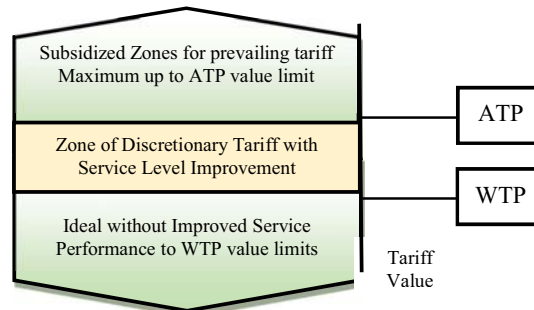 Subsidized Zones for prevailing tariff
Maximum up to ATP value limit
ATP
Zone of Discretionary Tariff with
Service Level Improvement
WTP
Ideal without Improved Service
Performance to WTP value limits
Tariff
Value